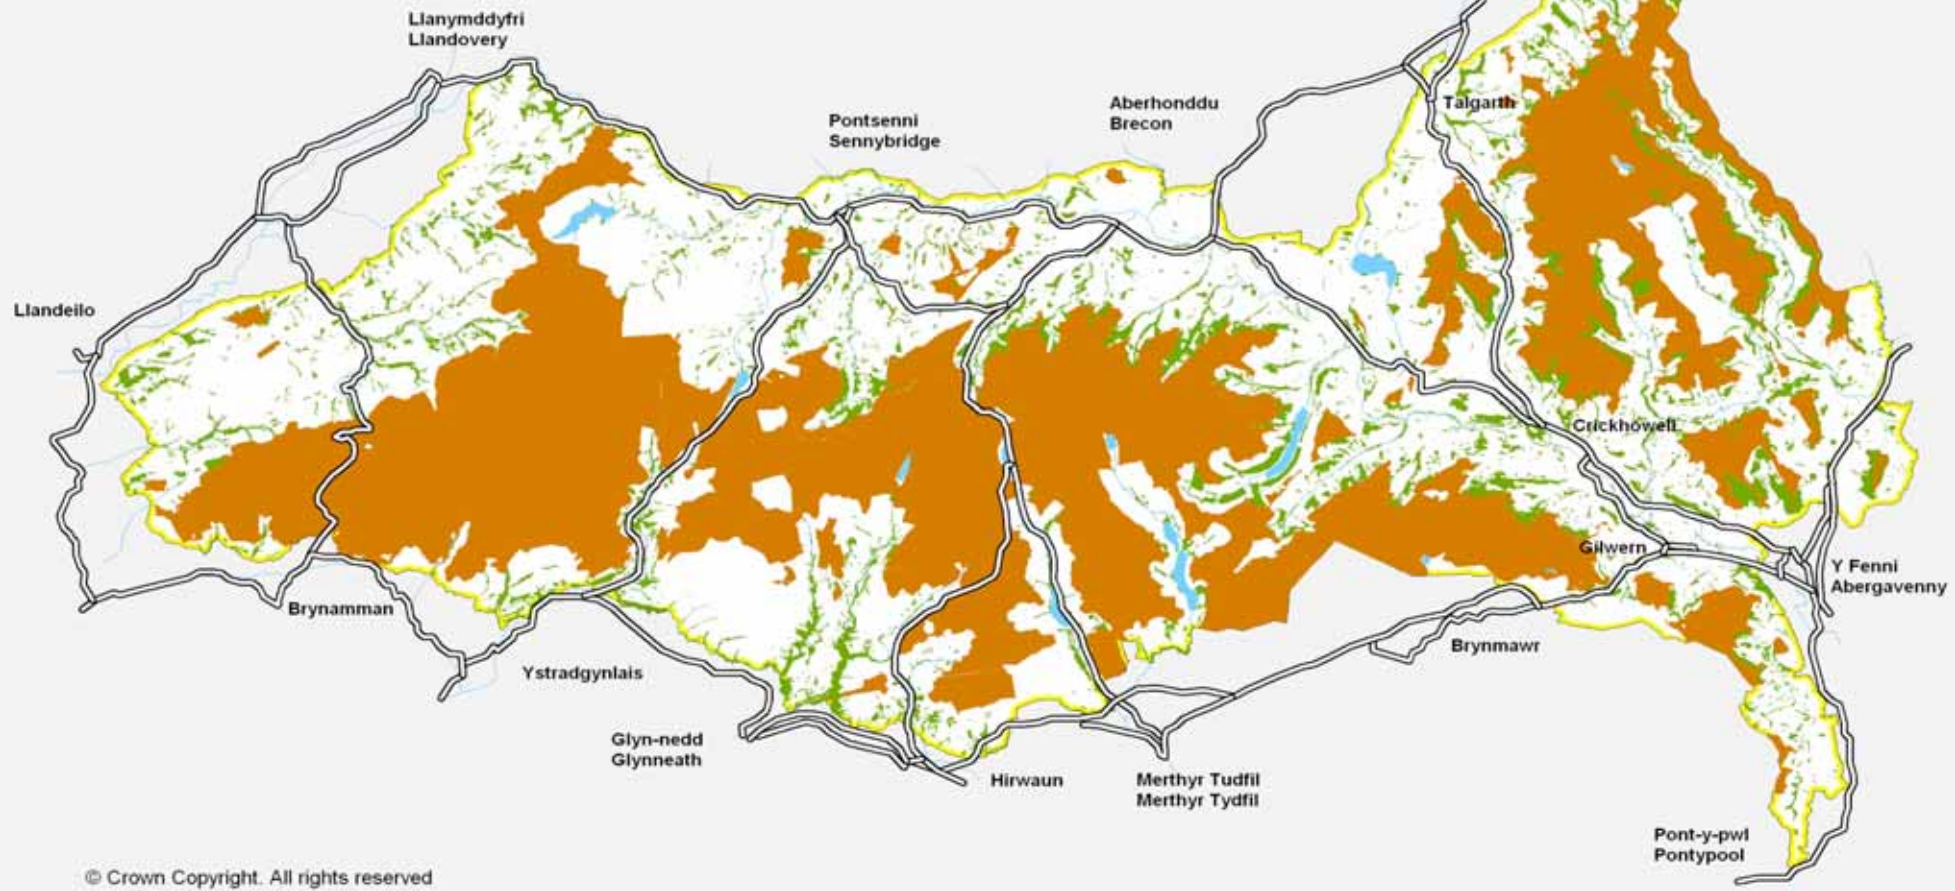 Llanymddyfri
Llandovery
Aberhonddu
Brecon
Talgarth
Pontsenni
Sennybridge
Llandeilo
Crickhowell
Gilwern
Y Fenni
Abergavenny
Brynamman
Brynmawr
Ystradgynlais
Glyn-nedd
Glynneath
Hirwaun
Merthyr Tudfil
Merthyr Tydfil
Pont-y-pwl
Pontypool
© Crown Copyright. All rights reserved